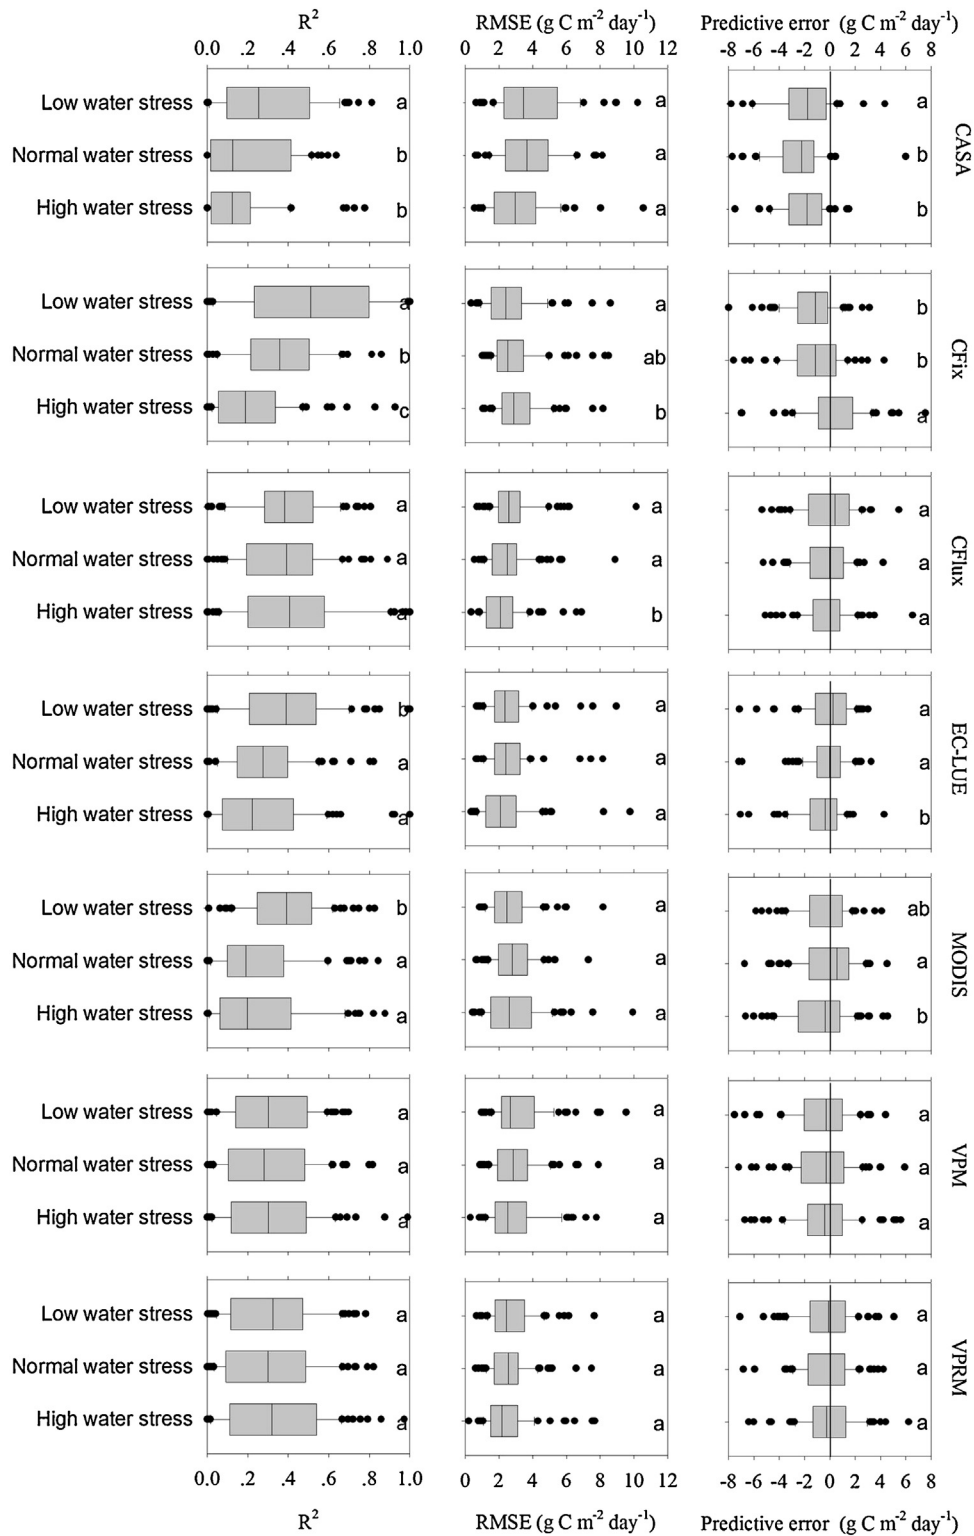 R² RMSE (g C m⁻² day⁻¹) Predictive error (g C m⁻² day⁻¹)
0.0 .2 .4 .6 .8 1.0 0 2 4 6 8 10 12 -8 -6 -4 -2 0 2 4 6 8
Low water stress a a a
Normal water stress b a b
High water stress b a b
CASA
Low water stress a a b
Normal water stress b ab b
High water stress c b a
CFix
Low water stress a a a
Normal water stress a a a
High water stress a b a
CFlux
Low water stress b a a
Normal water stress a a a
High water stress a a b
EC-LUE
Low water stress b a ab
Normal water stress a a a
High water stress a a b
MODIS
Low water stress a a a
Normal water stress a a a
High water stress a a a
VPM
Low water stress a a a
Normal water stress a a a
High water stress a a a
VPRM
0.0 .2 .4 .6 .8 1.0 0 2 4 6 8 10 12 -8 -6 -4 -2 0 2 4 6 8
R² RMSE (g C m⁻² day⁻¹) Predictive error (g C m⁻² day⁻¹)